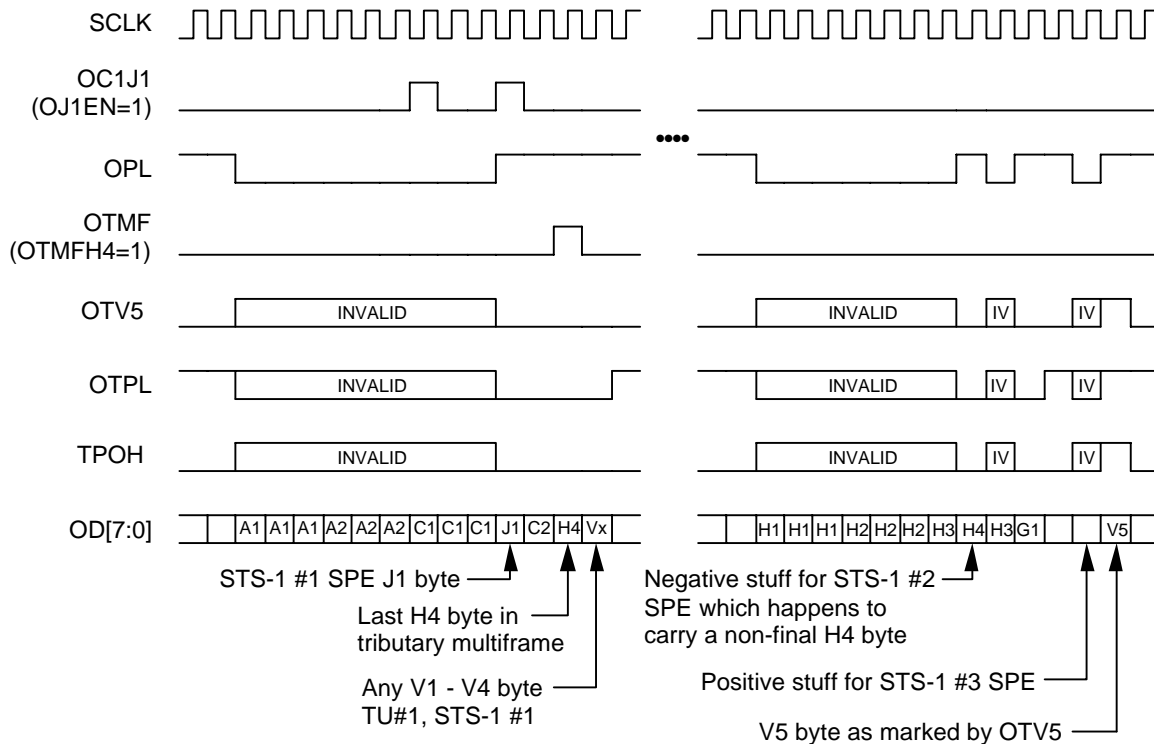 SCLK
OC1J1
(OJ1EN=1)
OPL
OTMF
(OTMFH4=1)
OTV5 INVALID INVALID IV IV
OTPL INVALID INVALID IV IV
TPOH INVALID INVALID IV IV
OD[7:0] A1 A1 A1 A2 A2 A2 C1 C1 C1 J1 C2 H4 Vx H1 H1 H1 H2 H2 H2 H3 H4 H3 G1 V5
STS-1 #1 SPE J1 byte
Last H4 byte in
tributary multiframe
Any V1 - V4 byte
TU#1, STS-1 #1
Negative stuff for STS-1 #2
SPE which happens to
carry a non-final H4 byte
Positive stuff for STS-1 #3 SPE
V5 byte as marked by OTV5